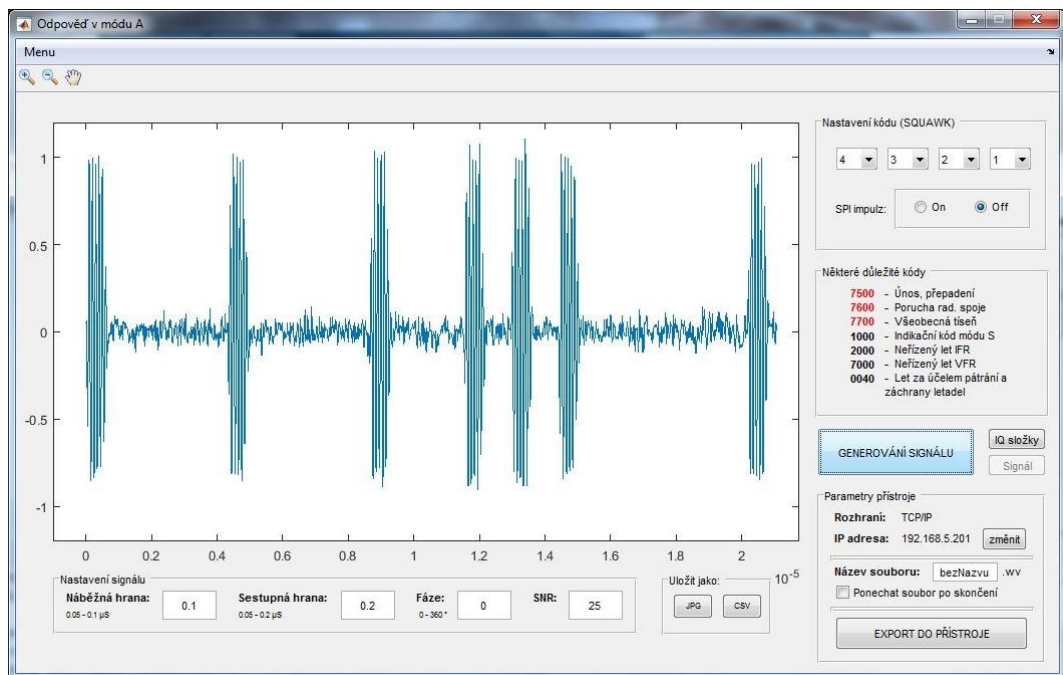 Odpověď v módu A
Menu
1
0.5
0
-0.5
-1
0 0.2 0.4 0.6 0.8 1 1.2 1.4 1.6 1.8 2
10-5
Nastavení kódu (SQUAWK)
4 3 2 1
SPI impulz: On Off
Některé důležité kódy
7500 - Únos, přepadení
7600 - Porucha rad. spoje
7700 - Všeobecná tíseň
1000 - Indikační kód módu S
2000 - Neřízený let IFR
7000 - Neřízený let VFR
0040 - Let za účelem pátrání a
záchrany letadel
GENEROVÁNÍ SIGNÁLU
IQ složky
Signál
Parametry přístroje
Rozhraní: TCP/IP
IP adresa: 192.168.5.201 změnit
Název souboru: bezNazvu .wv
Ponechat soubor po skončení
EXPORT DO PŘÍSTROJE
Nastavení signálu
Náběžná hrana: 0.1 Sestupná hrana: 0.2 Fáze: 0 SNR: 25
0.05 - 0.1 µS 0.05 - 0.2 µS 0 - 360 °
Uložit jako:
JPG CSV